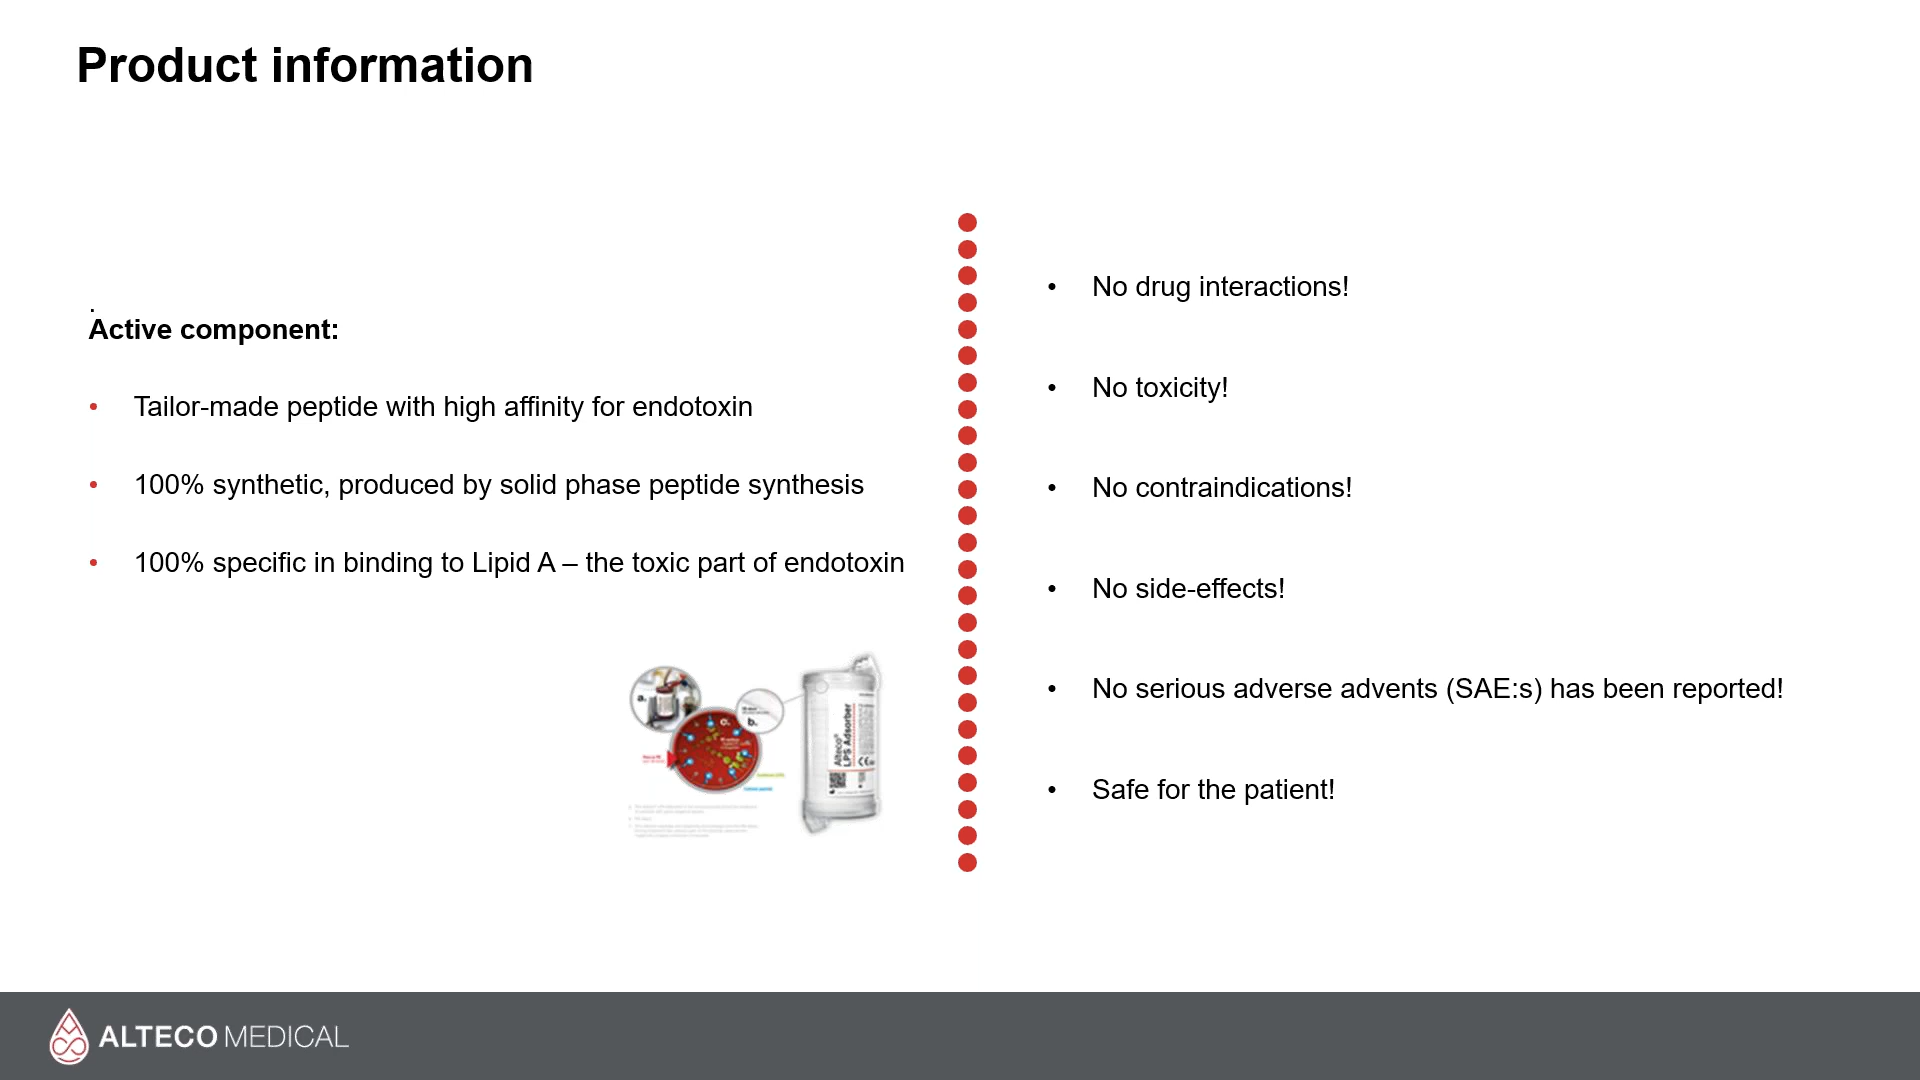 Product information
.
Active component:
• Tailor-made peptide with high affinity for endotoxin
• 100% synthetic, produced by solid phase peptide synthesis
• 100% specific in binding to Lipid A – the toxic part of endotoxin
a.
b.
c.
Alteco®
LPS Adsorber
CE
• No drug interactions!
• No toxicity!
• No contraindications!
• No side-effects!
• No serious adverse advents (SAE:s) has been reported!
• Safe for the patient!
ALTECO MEDICAL